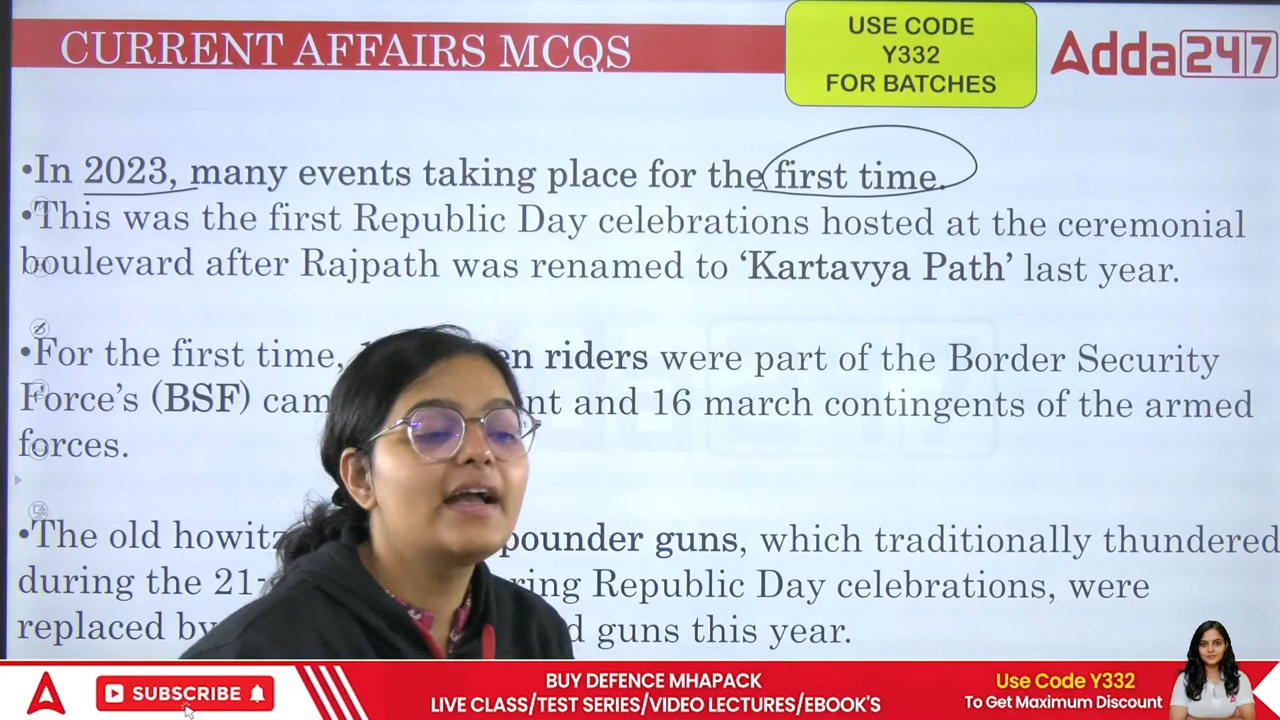 CURRENT AFFAIRS MCQS
USE CODE
Y332
FOR BATCHES
Adda247
•In 2023, many events taking place for the first time.
•This was the first Republic Day celebrations hosted at the ceremonial
boulevard after Rajpath was renamed to ‘Kartavya Path’ last year.
•For the first time, riders were part of the Border Security
Force’s (BSF) and 16 march contingents of the armed
forces.
•The old pounder guns, which traditionally thundered
during the Republic Day celebrations, were
replaced by guns this year.
SUBSCRIBE
BUY DEFENCE MHAPACK
LIVE CLASS/TEST SERIES/VIDEO LECTURES/EBOOK'S
Use Code Y332
To Get Maximum Discount